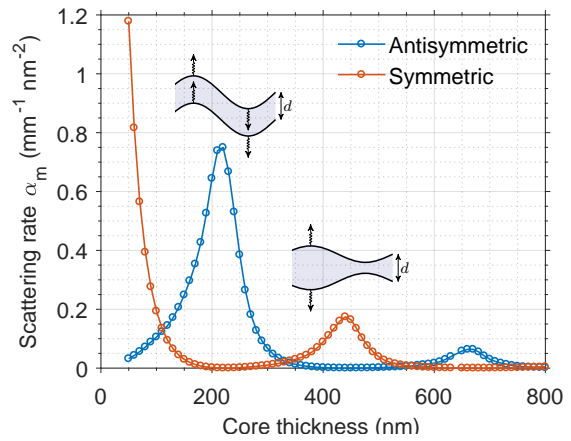 1.2
1
0.8
0.6
0.4
0.2
0
Scattering rate α_m (mm⁻¹ nm⁻²)
Antisymmetric
Symmetric
d
d
0 200 400 600 800
Core thickness (nm)